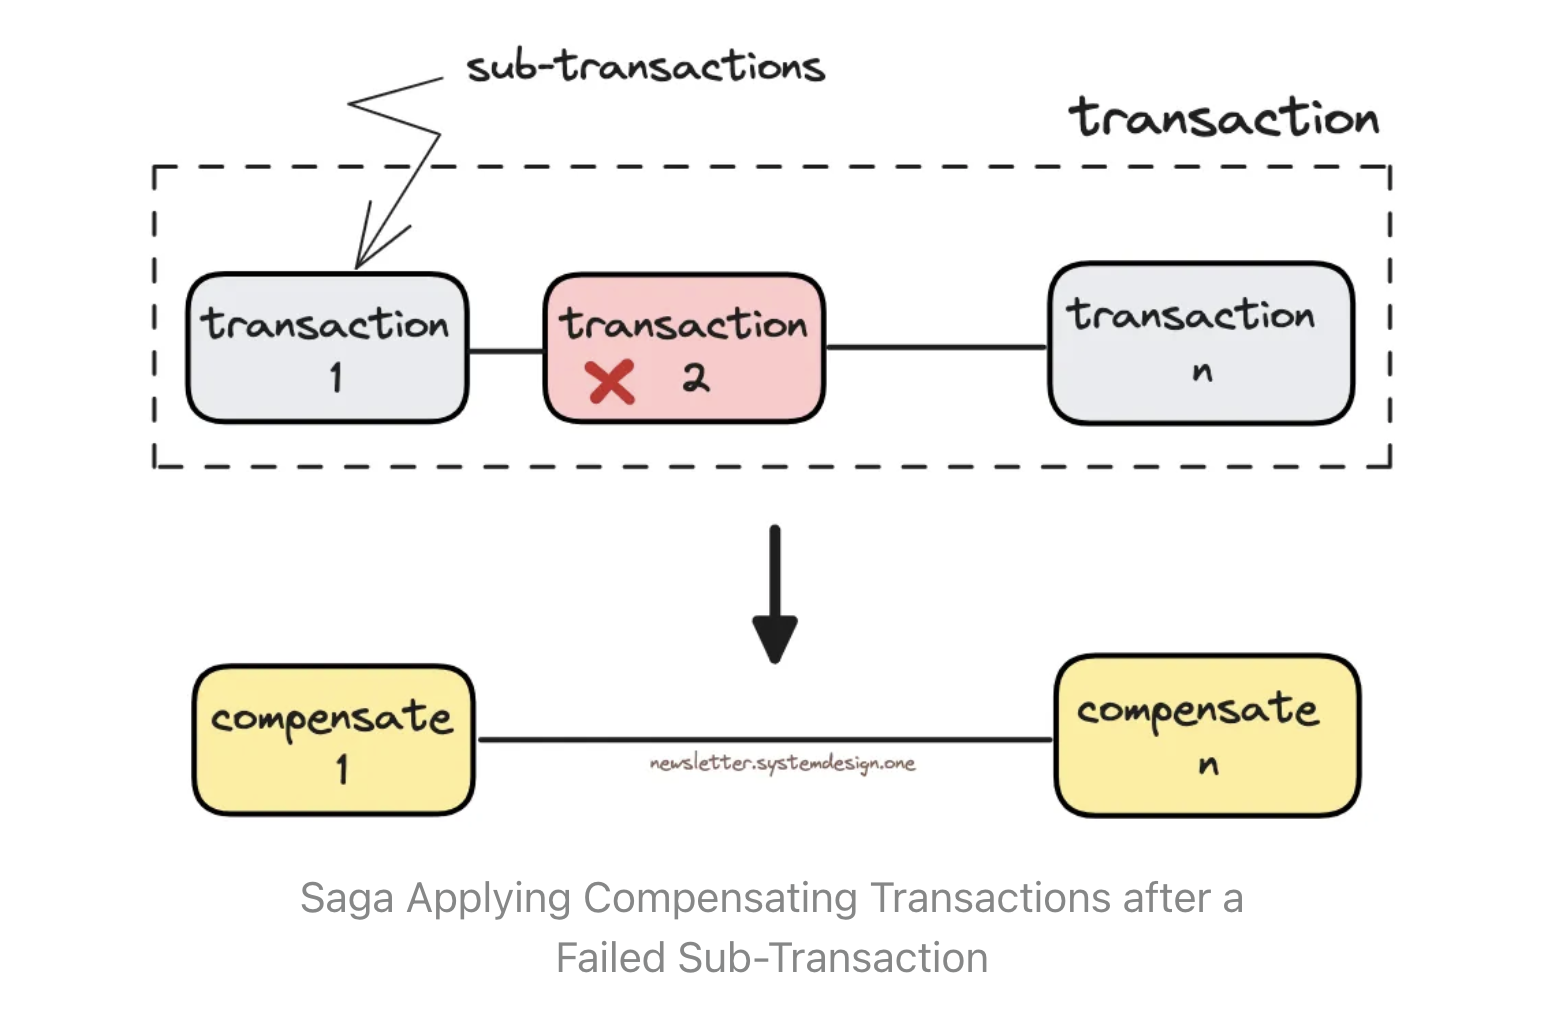 sub-transactions
transaction
transaction
1
transaction
2
transaction
n
compensate
1
compensate
n
newsletter.systemdesign.one
Saga Applying Compensating Transactions after a
Failed Sub-Transaction